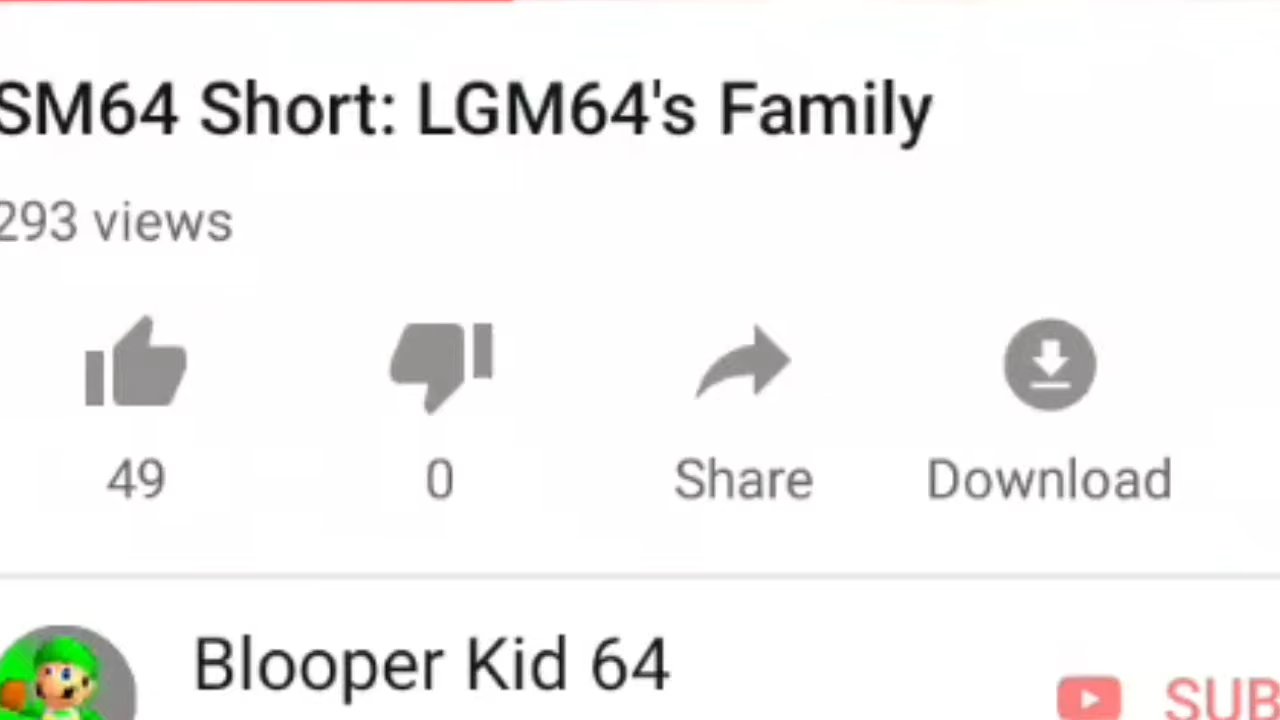 SM64 Short: LGM64's Family
293 views
49 0 Share Download
Blooper Kid 64
SUB